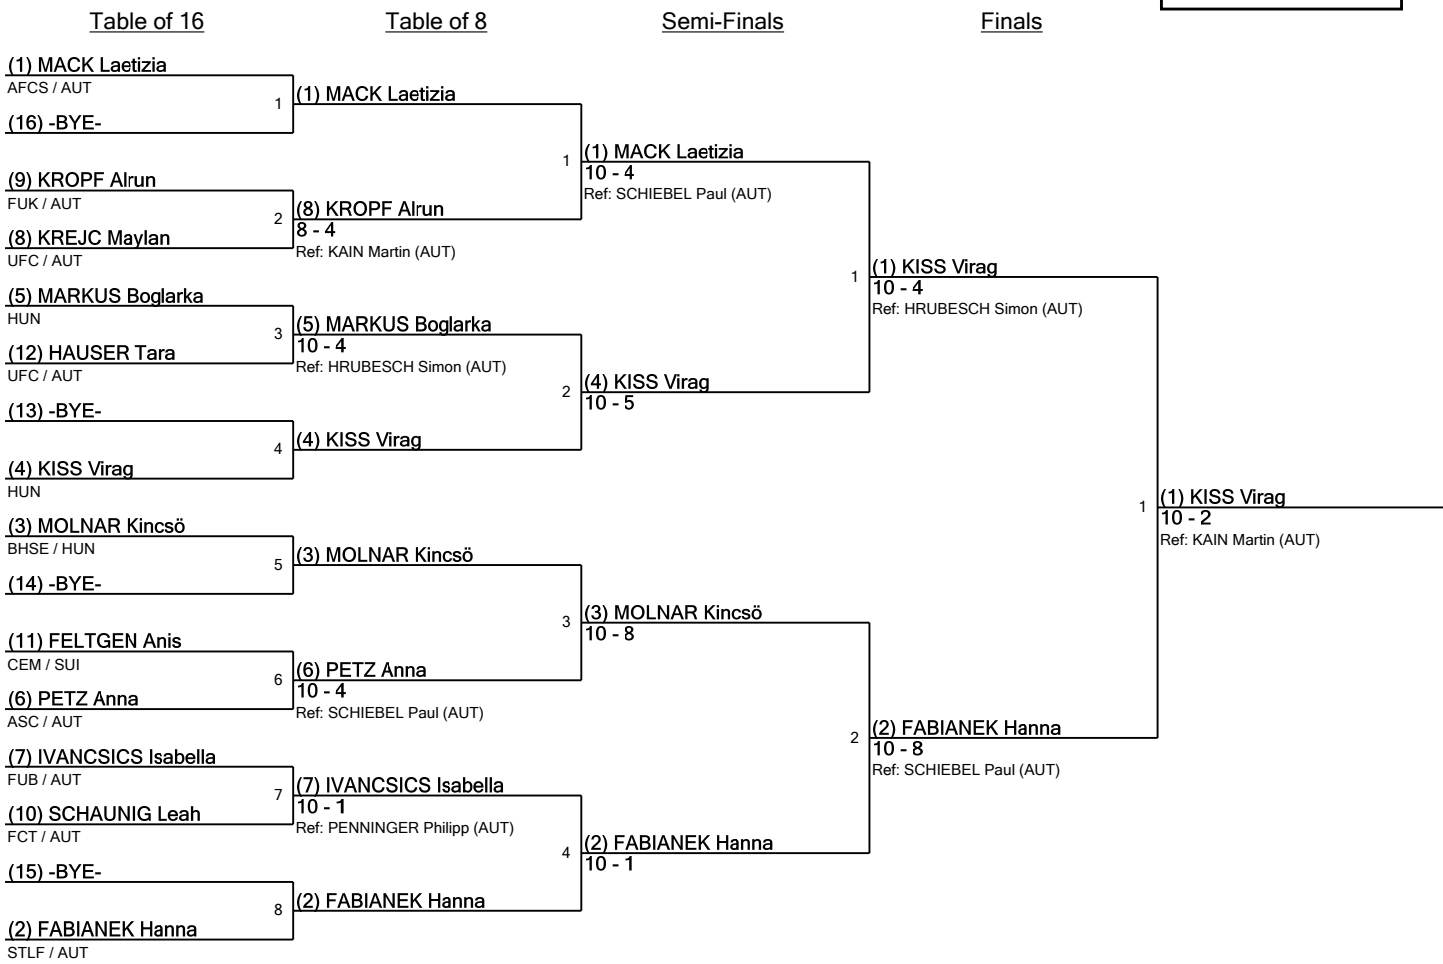 Table of 16
Table of 8
Semi-Finals
Finals
(1) MACK Laetizia
AFCS / AUT
1
(16) -BYE-
(9) KROPF Alrun
FUK / AUT
2
(8) KREJC Maylan
UFC / AUT
(5) MARKUS Boglarka
HUN
3
(12) HAUSER Tara
UFC / AUT
(13) -BYE-
4
(4) KISS Virag
HUN
(3) MOLNAR Kincsö
BHSE / HUN
5
(14) -BYE-
(11) FELTGEN Anis
CEM / SUI
6
(6) PETZ Anna
ASC / AUT
(7) IVANCSICS Isabella
FUB / AUT
7
(10) SCHAUNIG Leah
FCT / AUT
(15) -BYE-
8
(2) FABIANEK Hanna
STLF / AUT
(1) MACK Laetizia
1
(8) KROPF Alrun
8 - 4
Ref: KAIN Martin (AUT)
(5) MARKUS Boglarka
10 - 4
Ref: HRUBESCH Simon (AUT)
2
(4) KISS Virag
(3) MOLNAR Kincsö
3
(6) PETZ Anna
10 - 4
Ref: SCHIEBEL Paul (AUT)
(7) IVANCSICS Isabella
10 - 1
Ref: PENNINGER Philipp (AUT)
4
(2) FABIANEK Hanna
(1) MACK Laetizia
10 - 4
Ref: SCHIEBEL Paul (AUT)
1
(4) KISS Virag
10 - 5
(3) MOLNAR Kincsö
10 - 8
2
(2) FABIANEK Hanna
10 - 1
(1) KISS Virag
10 - 4
Ref: HRUBESCH Simon (AUT)
1
(2) FABIANEK Hanna
10 - 8
Ref: SCHIEBEL Paul (AUT)
(1) KISS Virag
10 - 2
Ref: KAIN Martin (AUT)